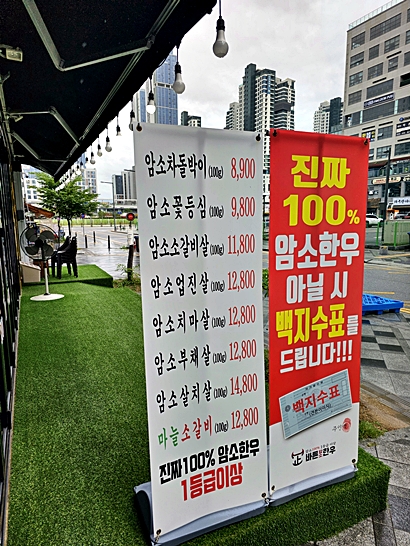 암소차돌박이(100g) 8,900
암소꽃등심(100g) 9,800
암소소갈비살(100g) 11,800
암소업진살(100g) 12,800
암소치마살(100g) 12,800
암소부채살(100g) 12,800
암소살치살(100g) 14,800
마늘소갈비(100g) 12,800
진짜100% 암소한우
1등급이상
진짜
100%
암소한우
아닐 시
백지수표를
드립니다!!!
백지수표
바른 한우